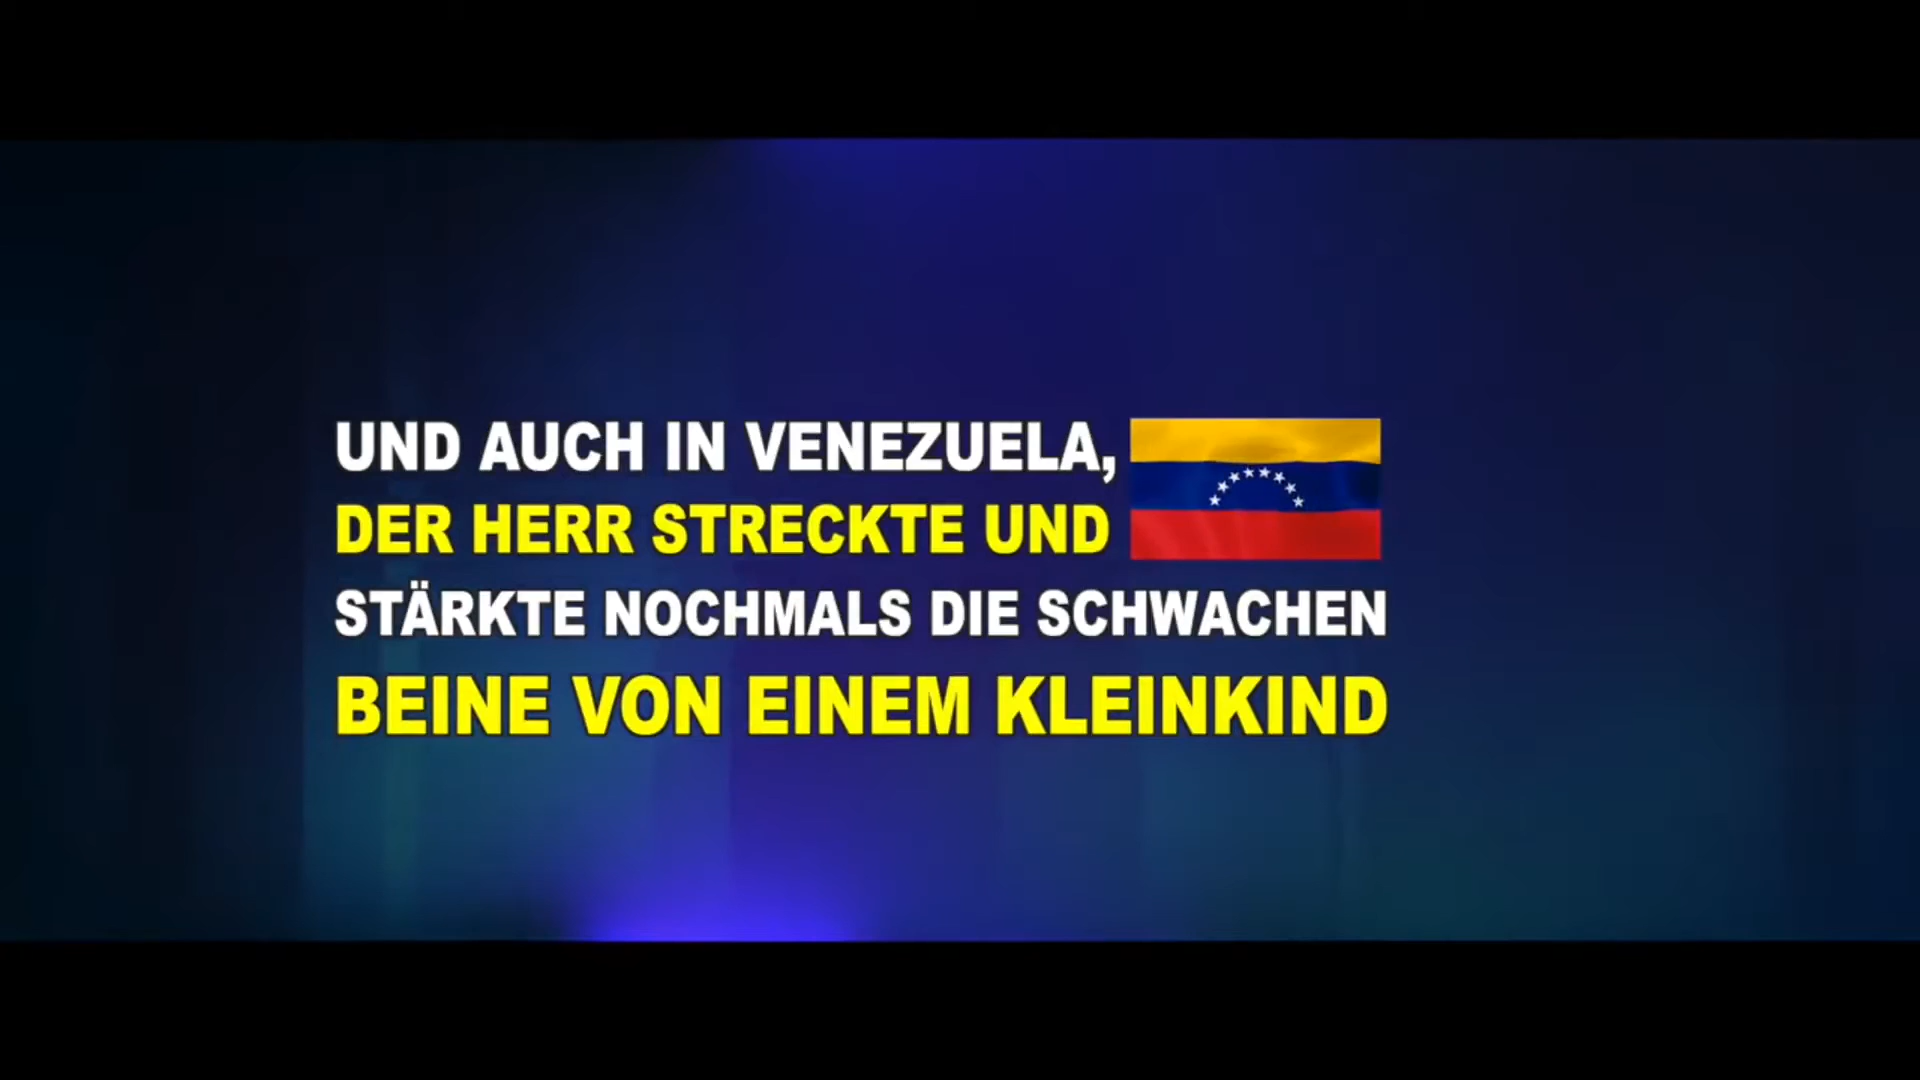 UND AUCH IN VENEZUELA,
DER HERR STRECKTE UND
STÄRKTE NOCHMALS DIE SCHWACHEN
BEINE VON EINEM KLEINKIND